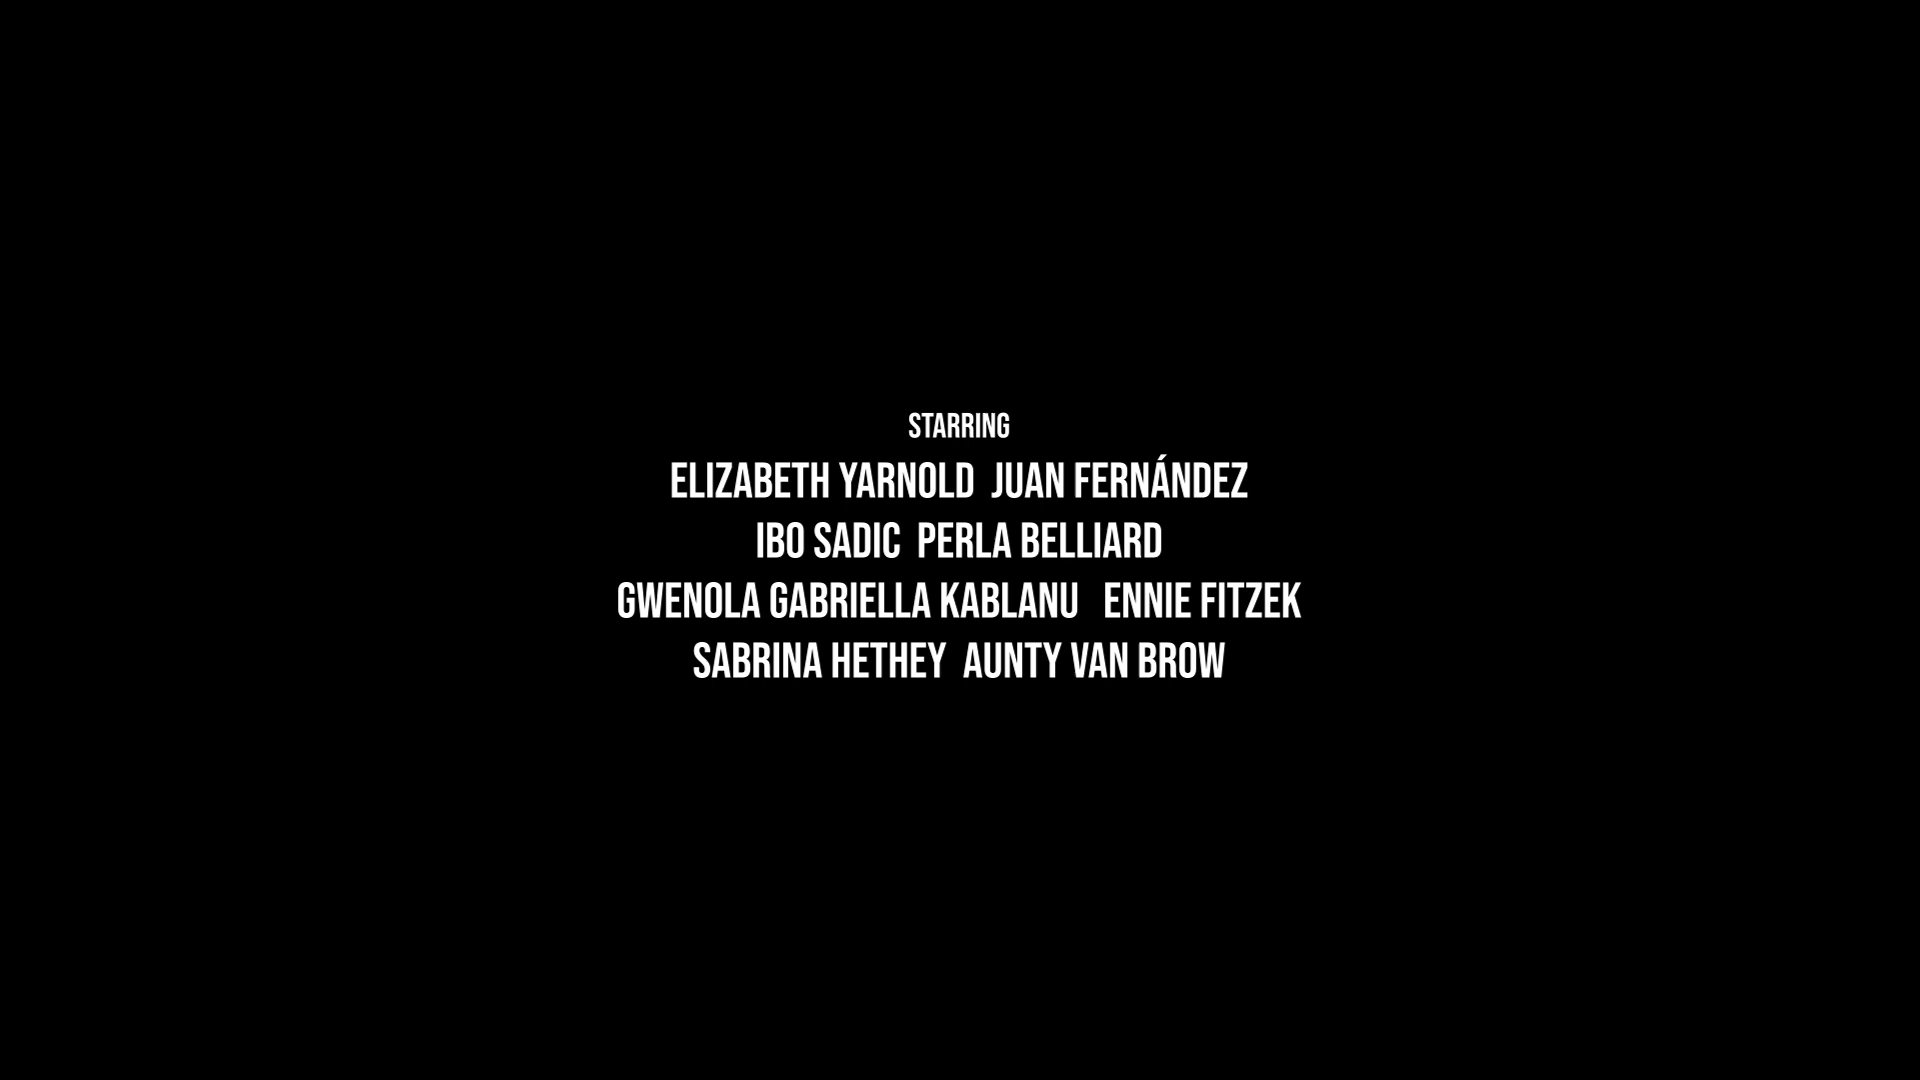 STARRING
ELIZABETH YARNOLD JUAN FERNÁNDEZ
IBO SADIC PERLA BELLIARD
GWENOLA GABRIELLA KABLANU ENNIE FITZEK
SABRINA HETHEY AUNTY VAN BROW